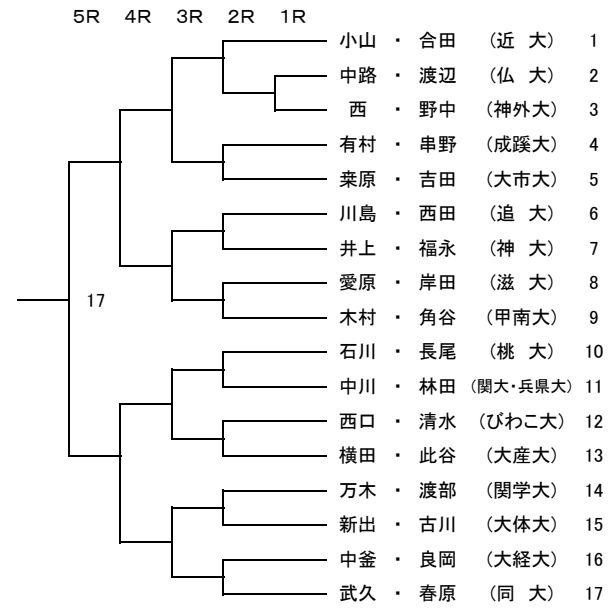 5R 4R 3R 2R 1R
小山 ・ 合田 (近 大) 1
中路 ・ 渡辺 (仏 大) 2
西 ・ 野中 (神外大) 3
有村 ・ 串野 (成蹊大) 4
桒原 ・ 吉田 (大市大) 5
川島 ・ 西田 (追 大) 6
井上 ・ 福永 (神 大) 7
愛原 ・ 岸田 (滋 大) 8
17
木村 ・ 角谷 (甲南大) 9
石川 ・ 長尾 (桃 大) 10
中川 ・ 林田 (関大・兵県大) 11
西口 ・ 清水 (びわこ大) 12
横田 ・ 此谷 (大産大) 13
万木 ・ 渡部 (関学大) 14
新出 ・ 古川 (大体大) 15
中釜 ・ 良岡 (大経大) 16
武久 ・ 春原 (同 大) 17